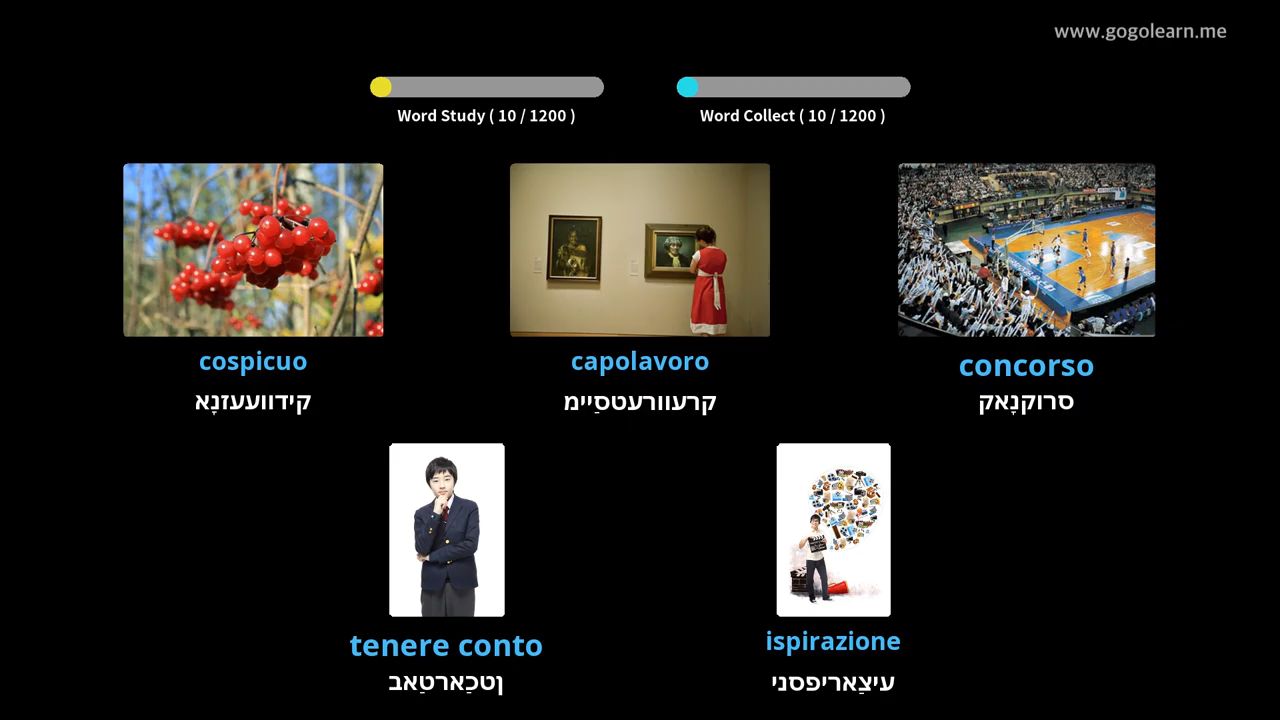 www.gogolearn.me
Word Study ( 10 / 1200 )
Word Collect ( 10 / 1200 )
cospicuo
capolavoro
concorso
קידוועעזנָא
קרעוורעטסַיימ
סרוקנָאק
tenere conto
ispirazione
ןטכַארטַאב
עיצַאריפסני